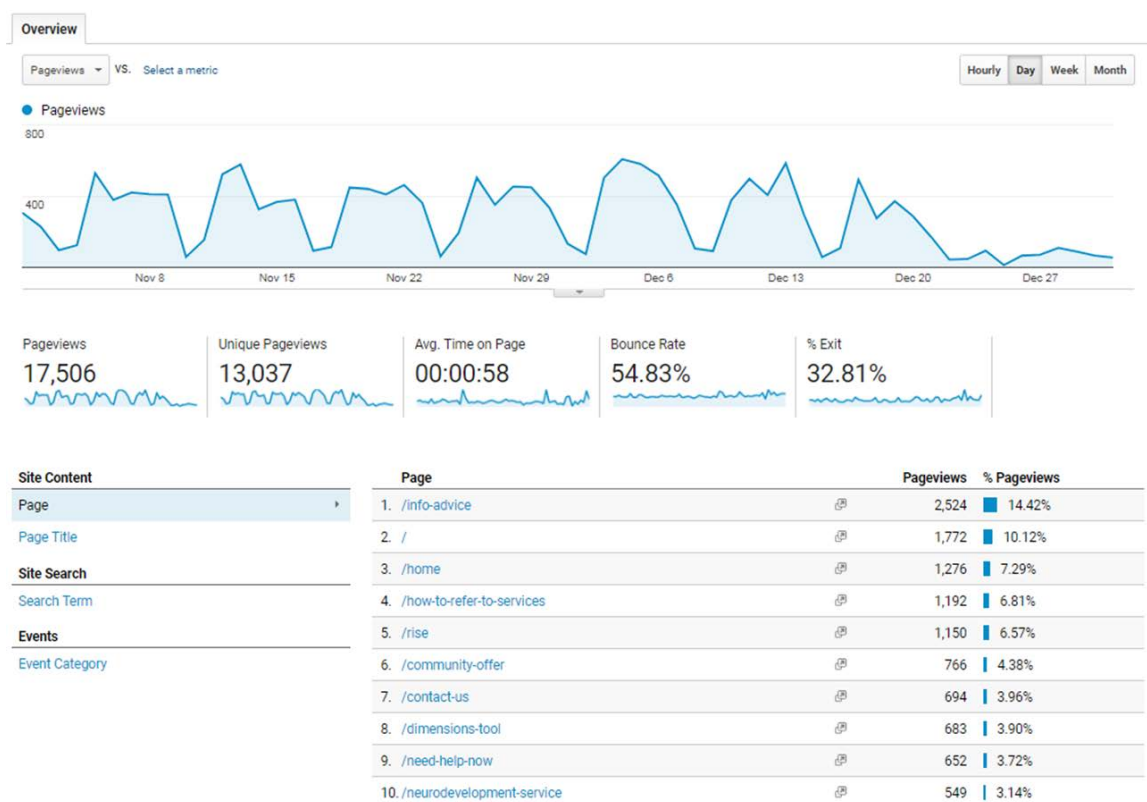 Overview
Pageviews VS. Select a metric
Hourly Day Week Month
Pageviews
800
400
Nov 8 Nov 15 Nov 22 Nov 29 Dec 6 Dec 13 Dec 20 Dec 27
Pageviews Unique Pageviews Avg. Time on Page Bounce Rate % Exit
17,506 13,037 00:00:58 54.83% 32.81%
Site Content
Page
Page Title
Site Search
Search Term
Events
Event Category
Page Pageviews % Pageviews
1. /info-advice 2,524 14.42%
2. / 1,772 10.12%
3. /home 1,276 7.29%
4. /how-to-refer-to-services 1,192 6.81%
5. /rise 1,150 6.57%
6. /community-offer 766 4.38%
7. /contact-us 694 3.96%
8. /dimensions-tool 683 3.90%
9. /need-help-now 652 3.72%
10. /neurodevelopment-service 549 3.14%